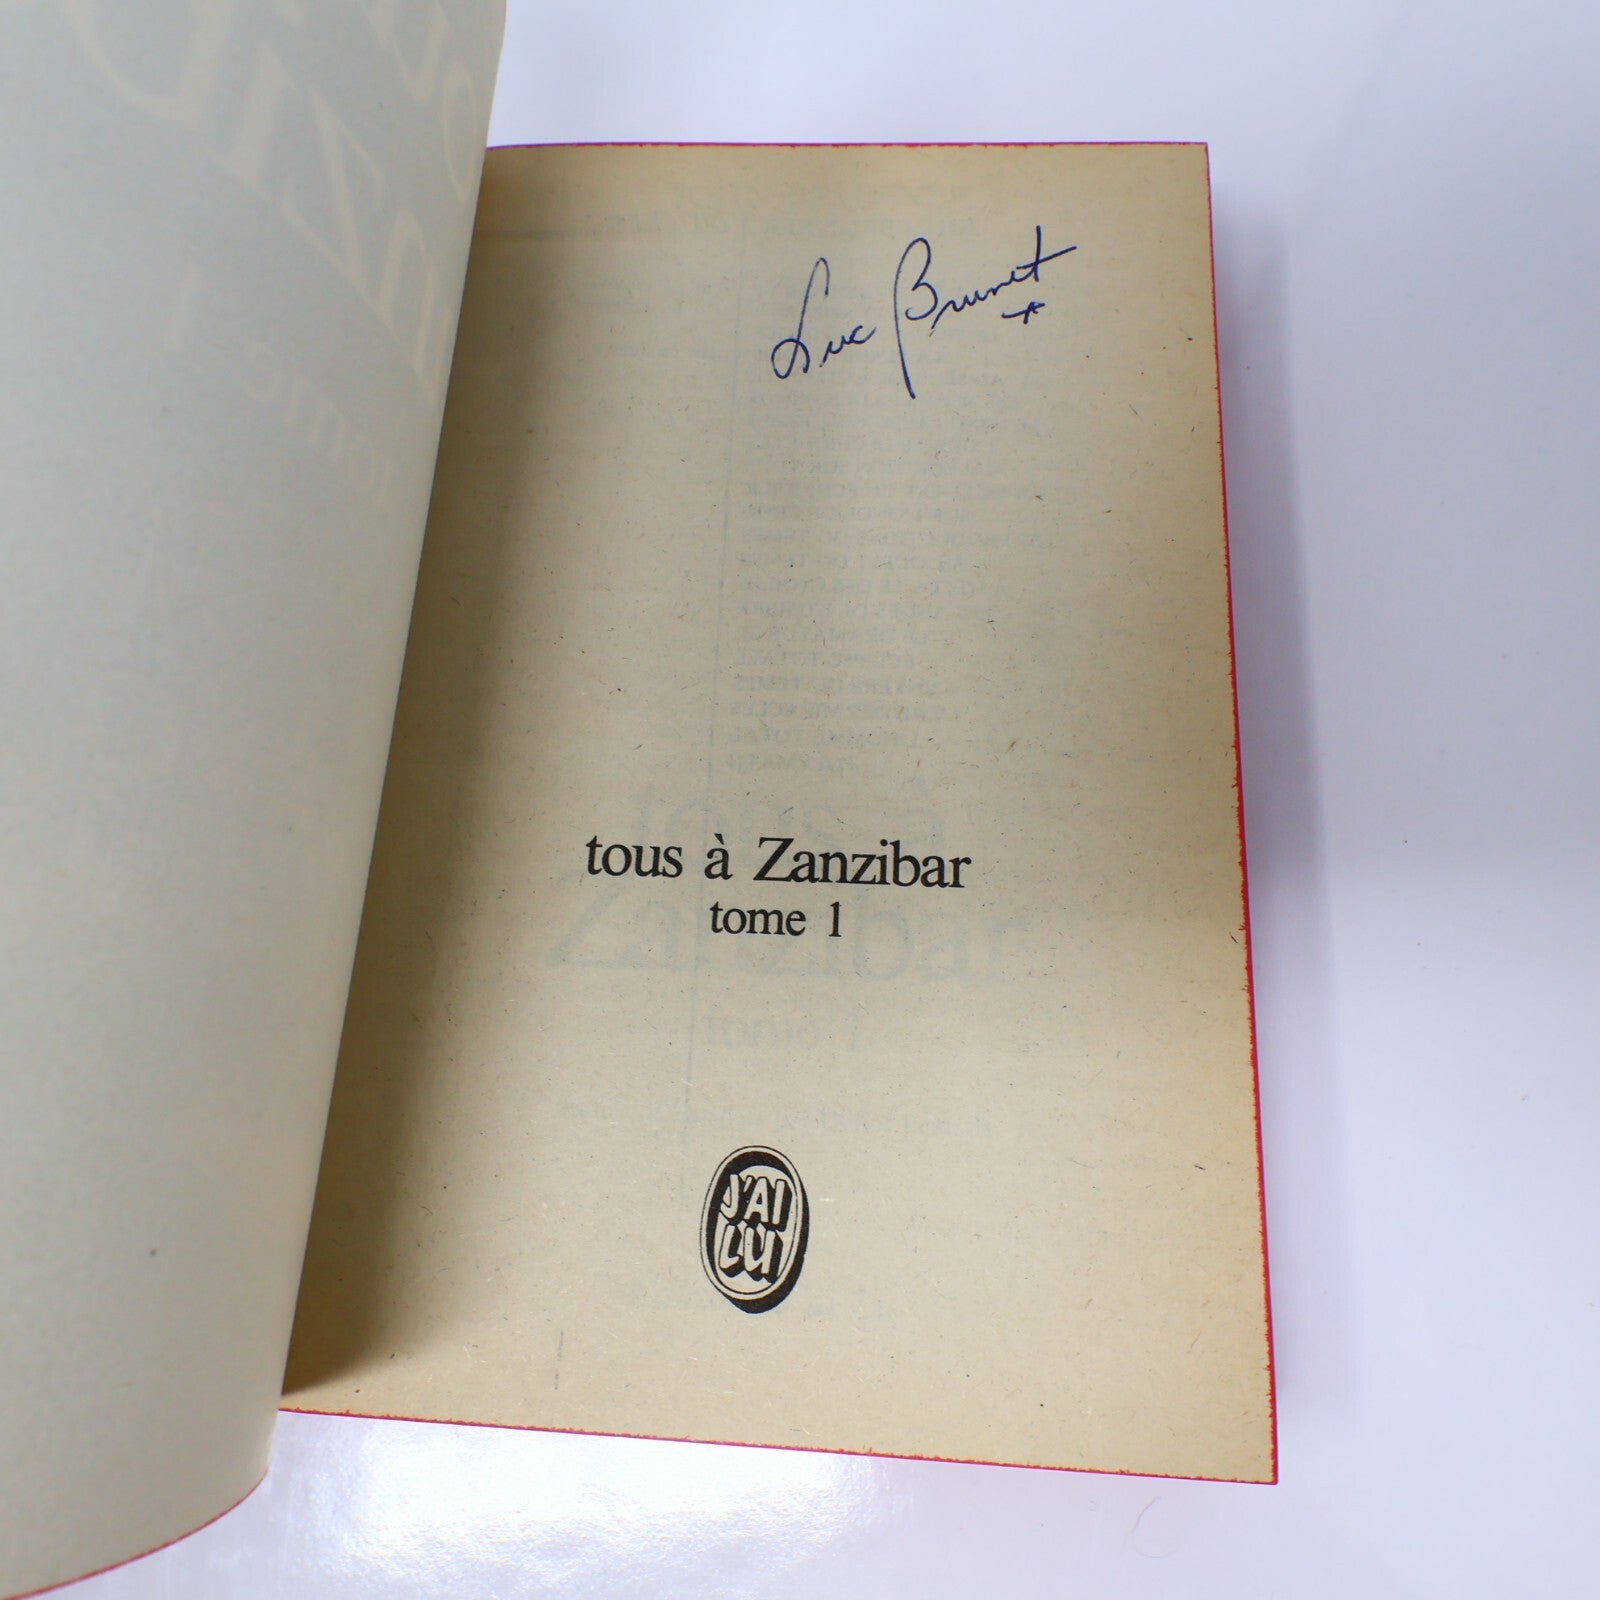 Luc Brunet
tous à Zanzibar
tome 1
J'AI
LU